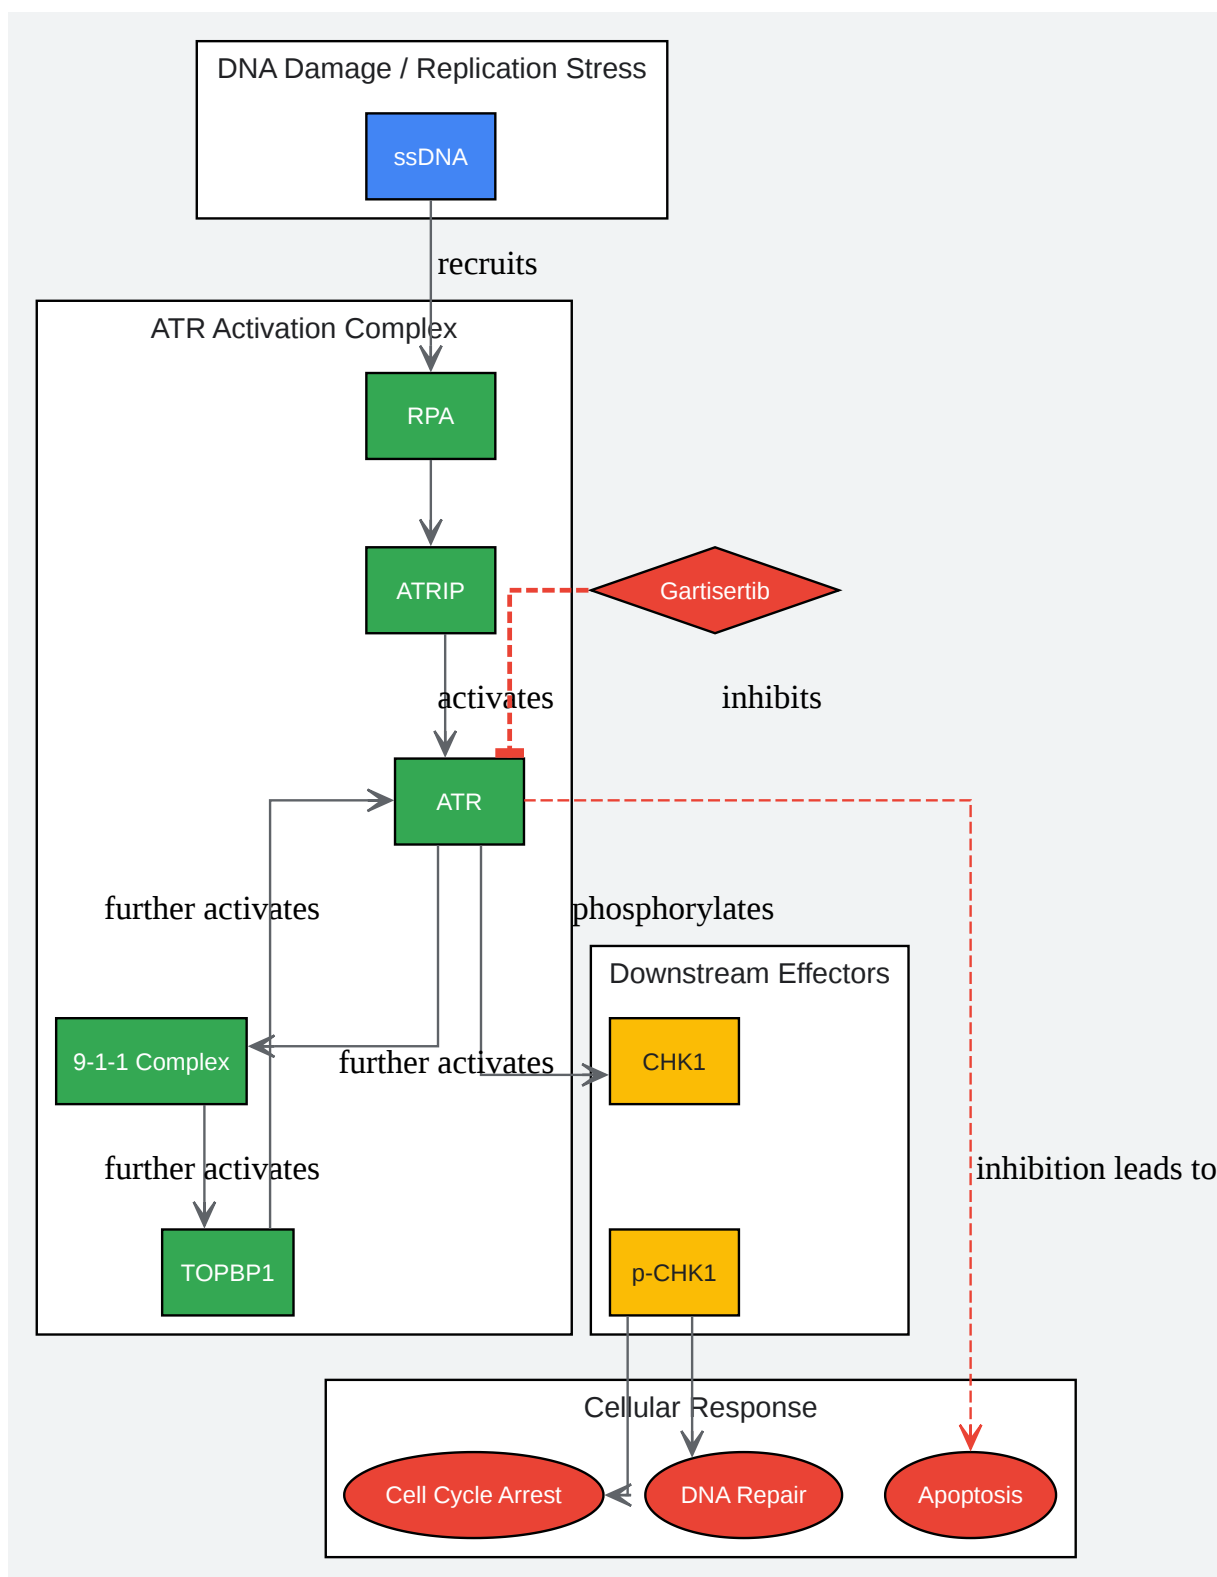 DNA Damage / Replication Stress
ssDNA
recruits
ATR Activation Complex
RPA
ATRIP
Gartisertib
activates
inhibits
ATR
further activates
phosphorylates
Downstream Effectors
9-1-1 Complex
further activates
CHK1
further activates
inhibition leads to
TOPBP1
p-CHK1
Cellular Response
Cell Cycle Arrest
DNA Repair
Apoptosis